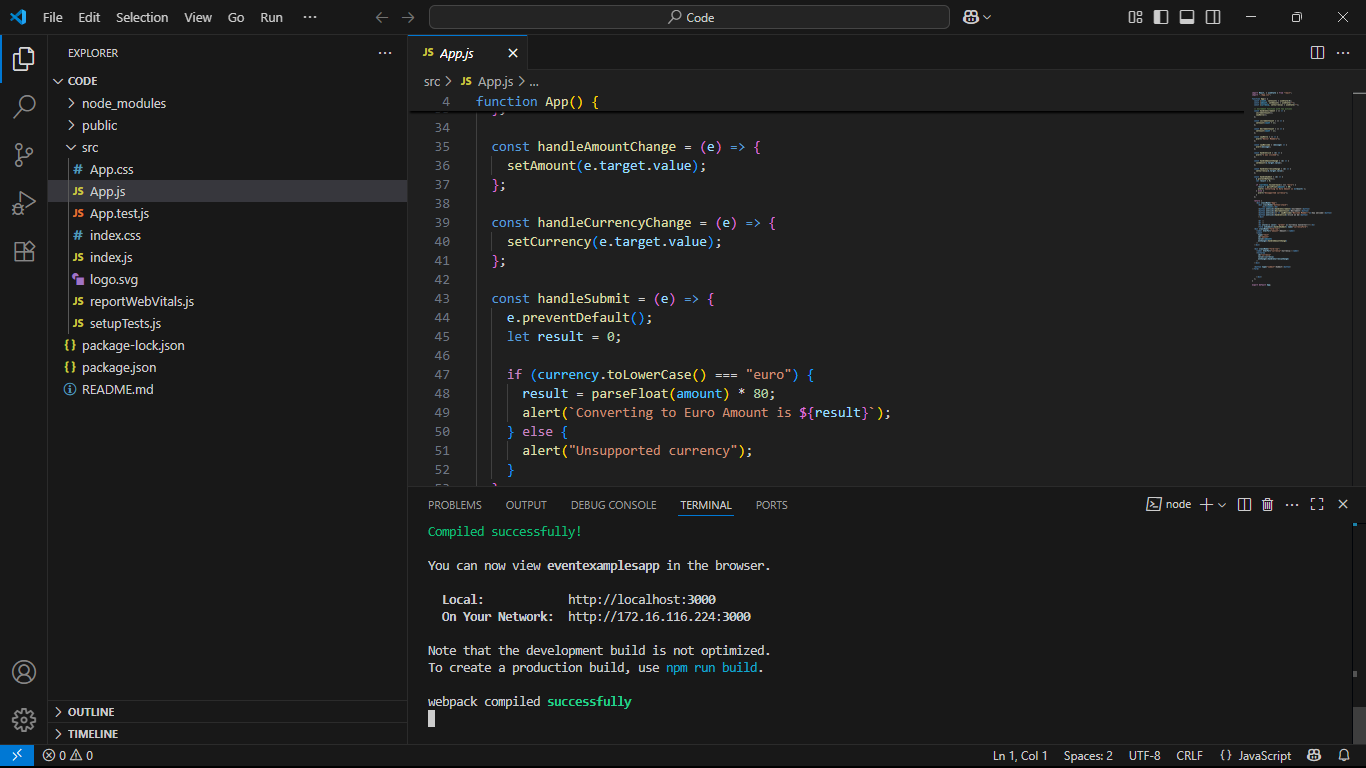 File Edit Selection View Go Run ···
Code
EXPLORER ···
CODE
node_modules
public
src
# App.css
JS App.js
JS App.test.js
# index.css
JS index.js
logo.svg
JS reportWebVitals.js
JS setupTests.js
{} package-lock.json
{} package.json
README.md
OUTLINE
TIMELINE
JS App.js
src > JS App.js > ...
4 function App() {
34
35 const handleAmountChange = (e) => {
36 setAmount(e.target.value);
37 };
38
39 const handleCurrencyChange = (e) => {
40 setCurrency(e.target.value);
41 };
42
43 const handleSubmit = (e) => {
44 e.preventDefault();
45 let result = 0;
46
47 if (currency.toLowerCase() === "euro") {
48 result = parseFloat(amount) * 80;
49 alert(`Converting to Euro Amount is ${result}`);
50 } else {
51 alert("Unsupported currency");
52 }
PROBLEMS OUTPUT DEBUG CONSOLE TERMINAL PORTS
node
Compiled successfully!
You can now view eventexamplesapp in the browser.
Local: http://localhost:3000
On Your Network: http://172.16.116.224:3000
Note that the development build is not optimized.
To create a production build, use npm run build.
webpack compiled successfully
0 0
Ln 1, Col 1 Spaces: 2 UTF-8 CRLF {} JavaScript